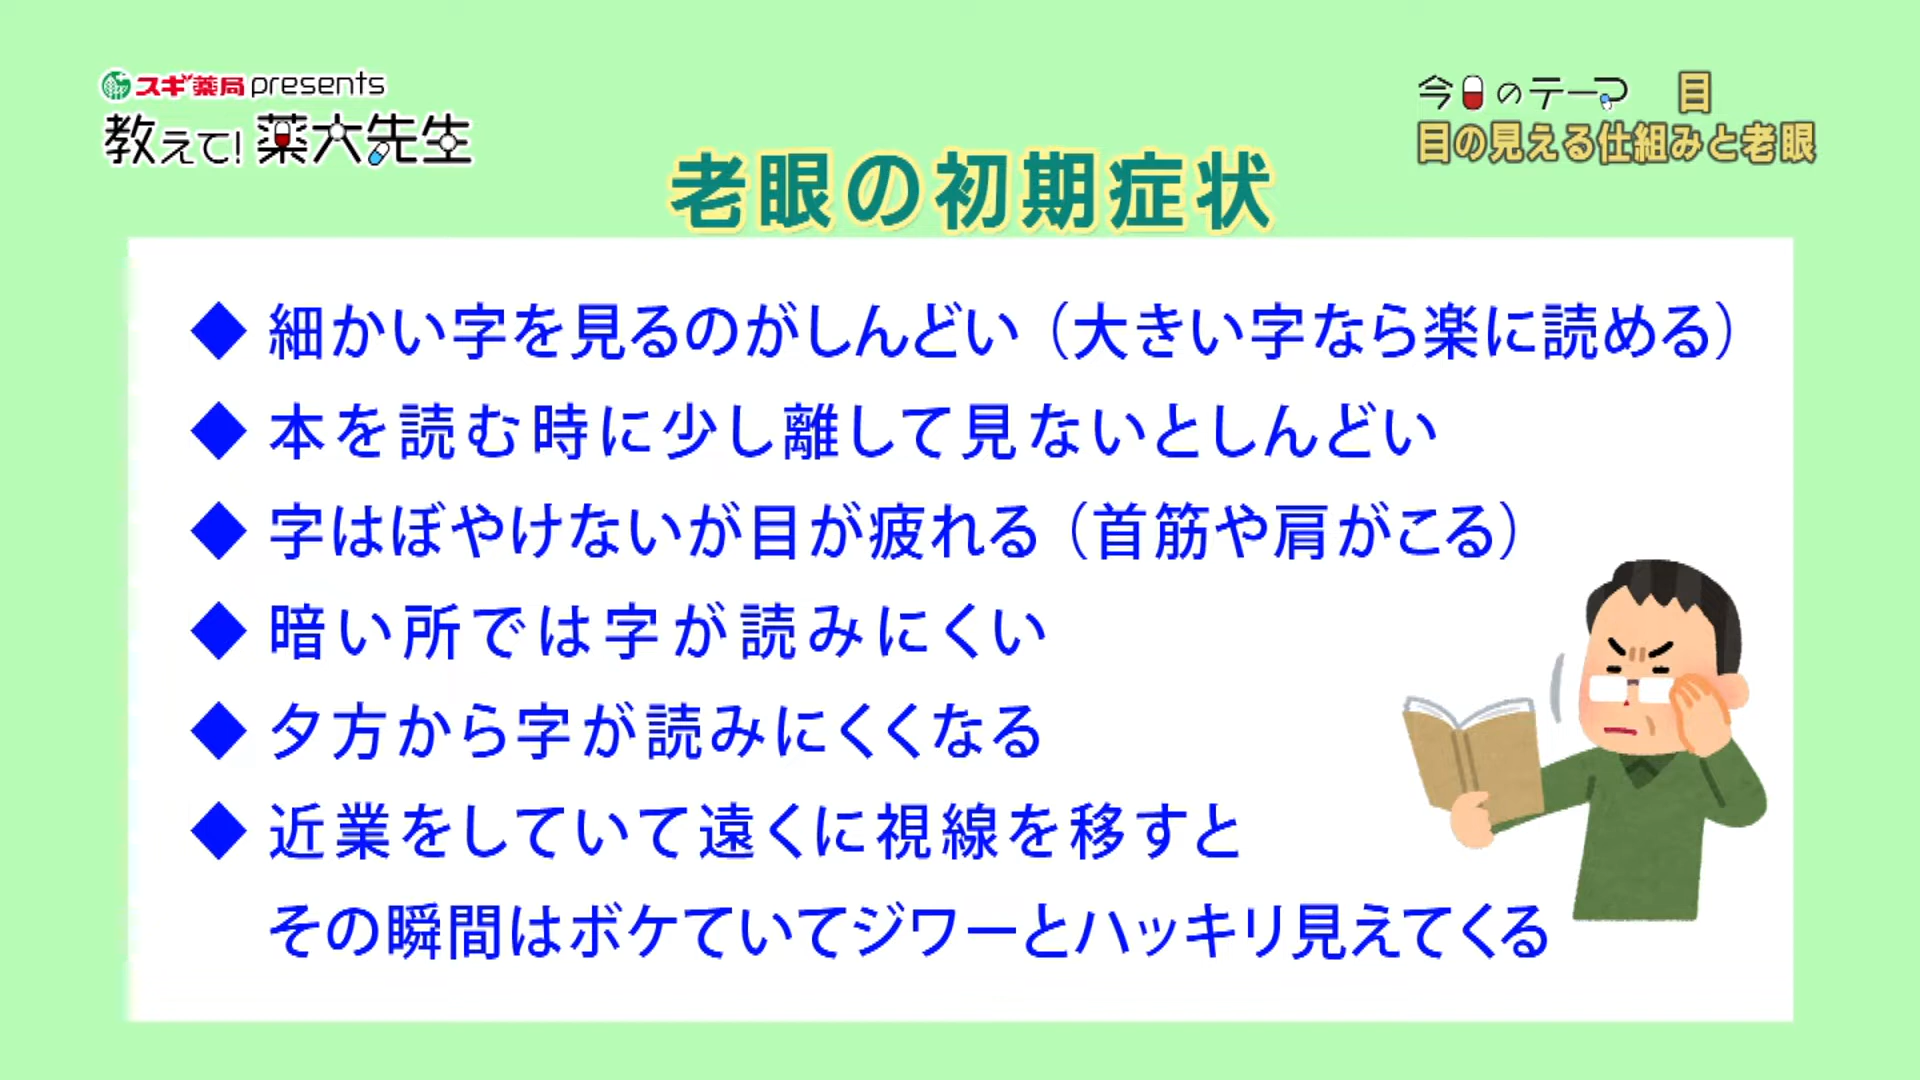 スギ薬局 presents
教えて!薬大先生
今日のテーマ 目
目の見える仕組みと老眼
老眼の初期症状
◆ 細かい字を見るのがしんどい（大きい字なら楽に読める）
◆ 本を読む時に少し離して見ないとしんどい
◆ 字はぼやけないが目が疲れる（首筋や肩がこる）
◆ 暗い所では字が読みにくい
◆ 夕方から字が読みにくくなる
◆ 近業をしていて遠くに視線を移すと
その瞬間はボケていてジワーとハッキリ見えてくる